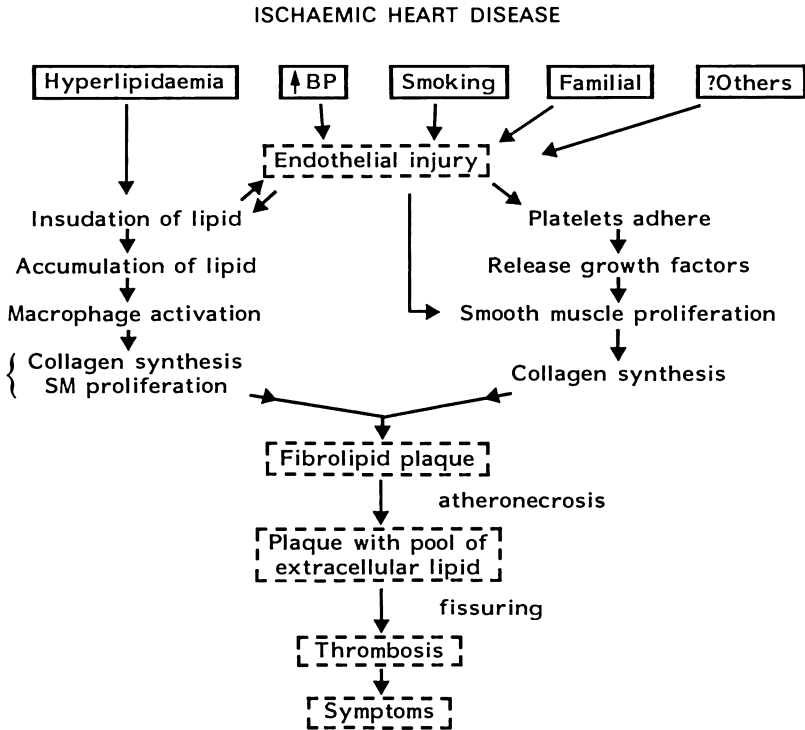 ISCHAEMIC HEART DISEASE
Hyperlipidaemia
↑BP
Smoking
Familial
?Others
Endothelial injury
Insudation of lipid
Platelets adhere
Accumulation of lipid
Release growth factors
Macrophage activation
Smooth muscle proliferation
{ Collagen synthesis
SM proliferation
Collagen synthesis
Fibrolipid plaque
atheronecrosis
Plaque with pool of
extracellular lipid
fissuring
Thrombosis
Symptoms